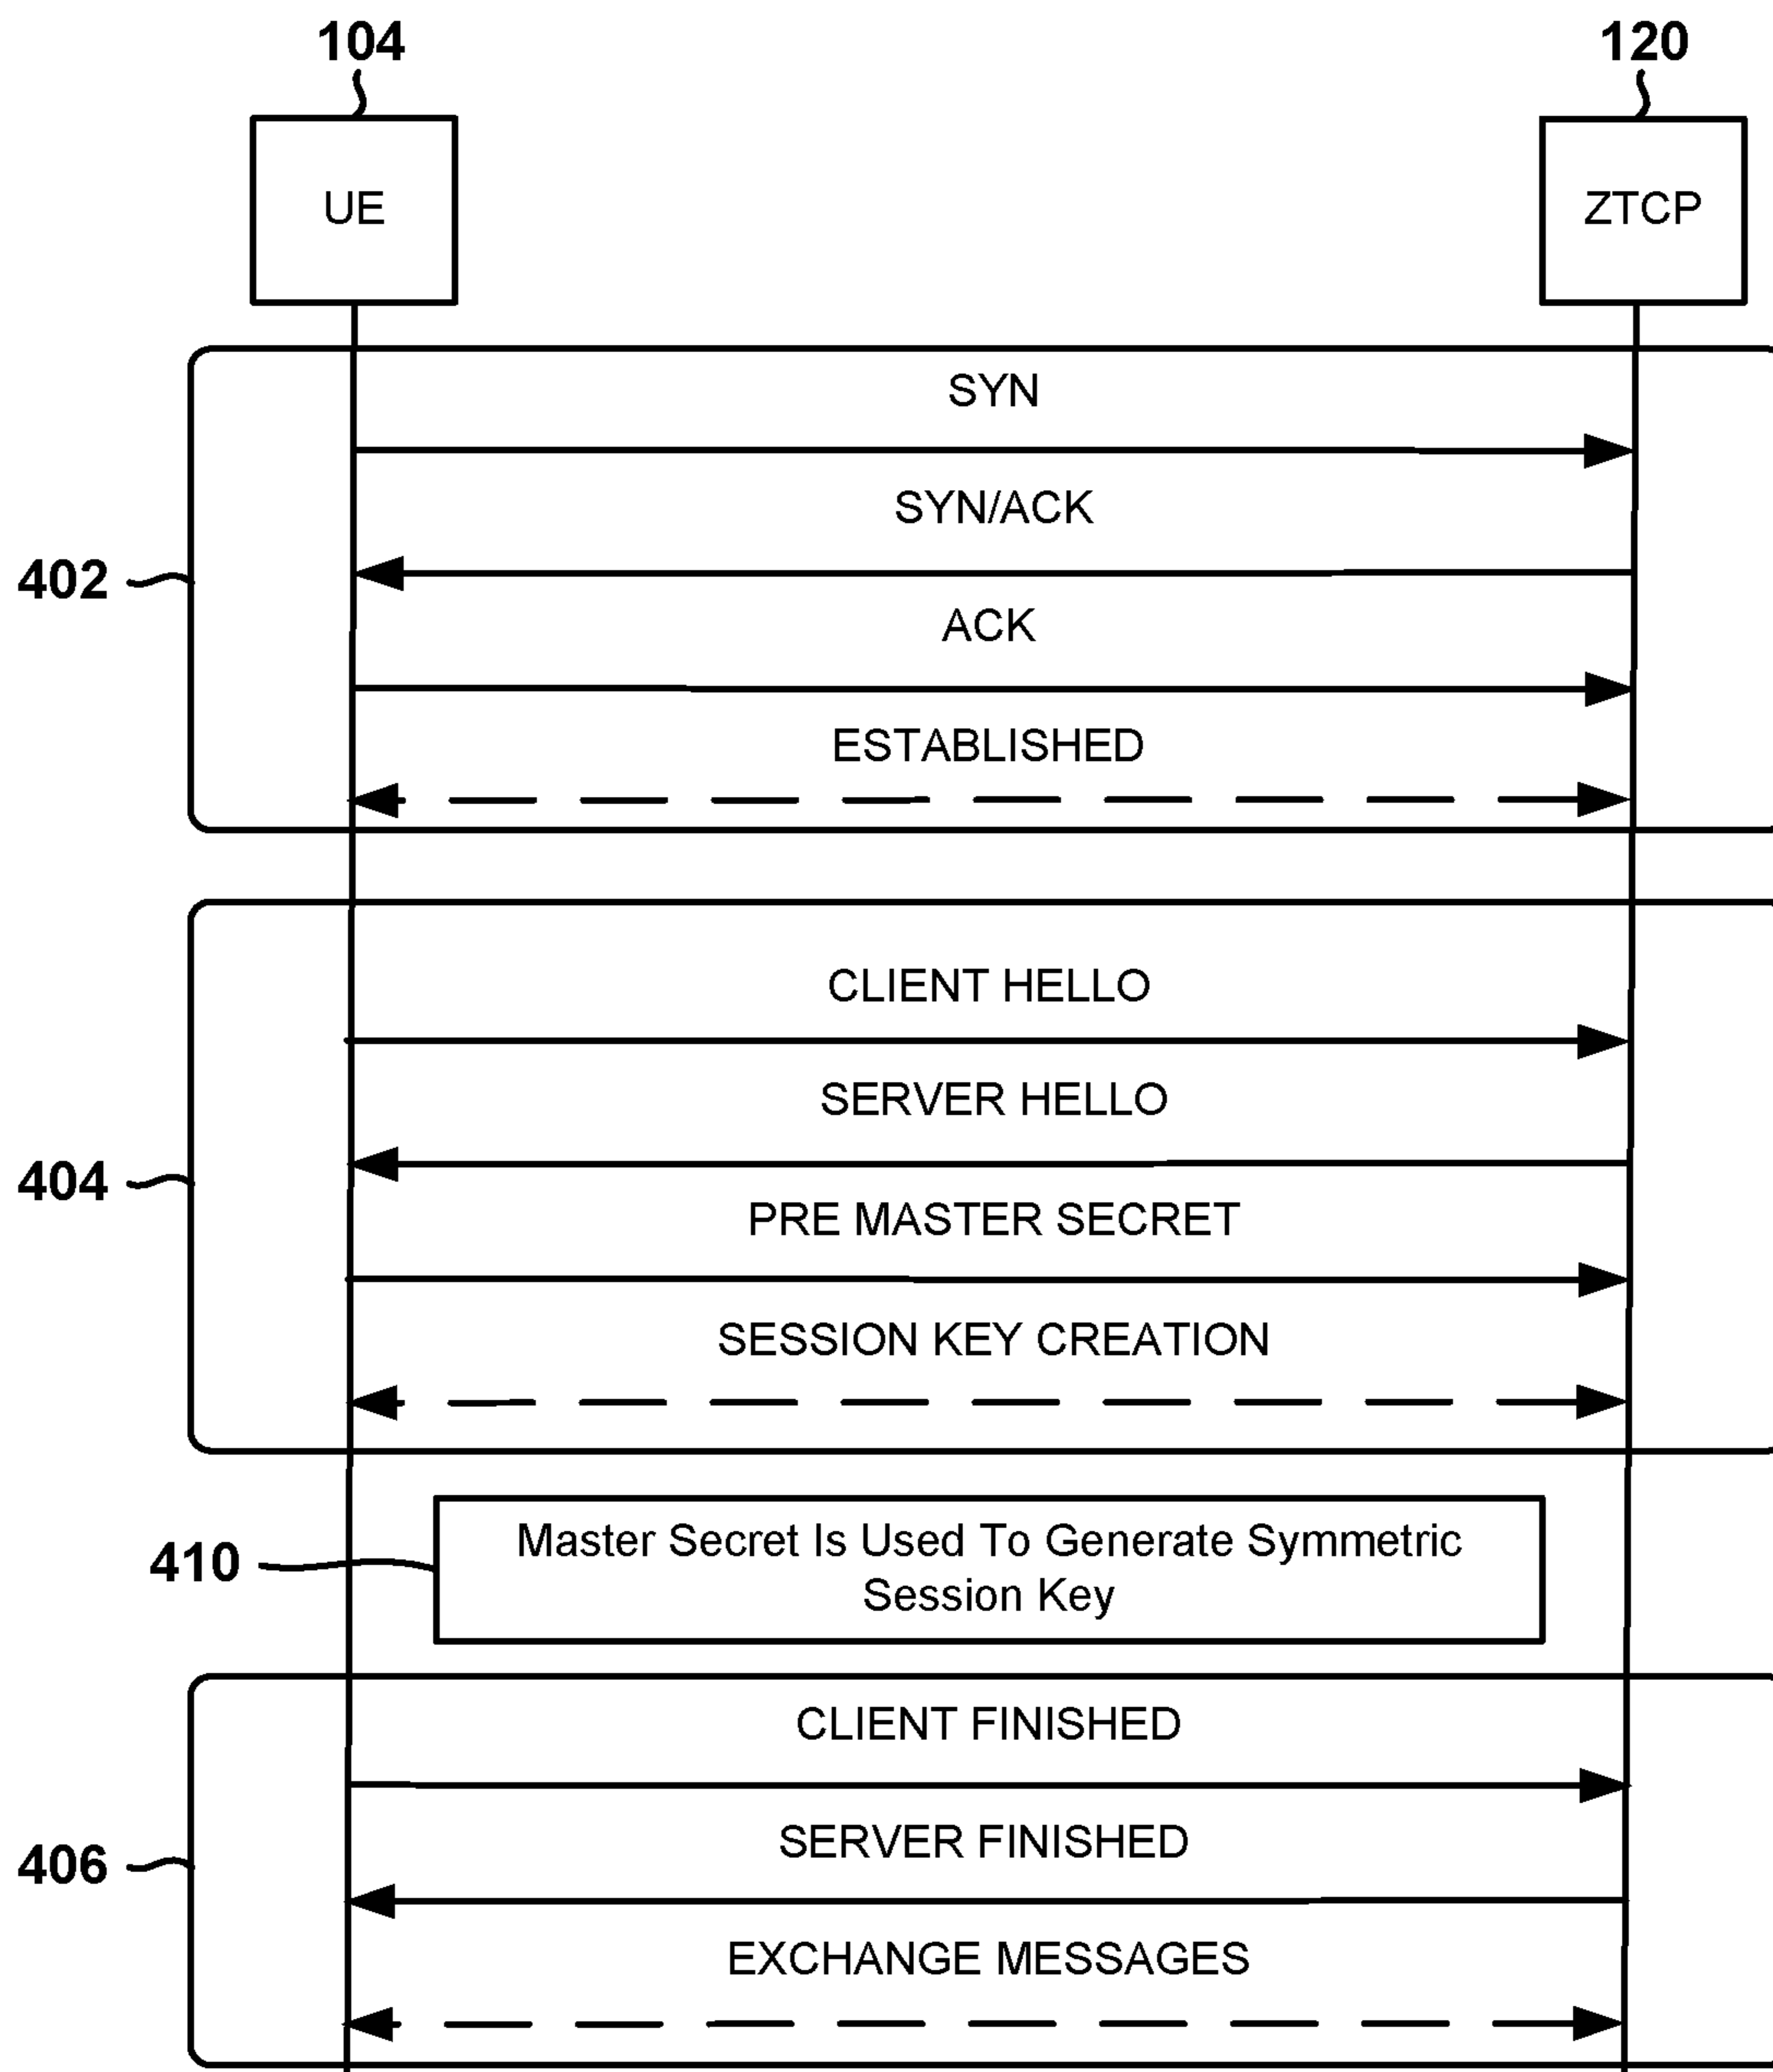 104
120
UE
ZTCP
SYN
SYN/ACK
402
ACK
ESTABLISHED
CLIENT HELLO
SERVER HELLO
404
PRE MASTER SECRET
SESSION KEY CREATION
410
Master Secret Is Used To Generate Symmetric
Session Key
CLIENT FINISHED
SERVER FINISHED
406
EXCHANGE MESSAGES